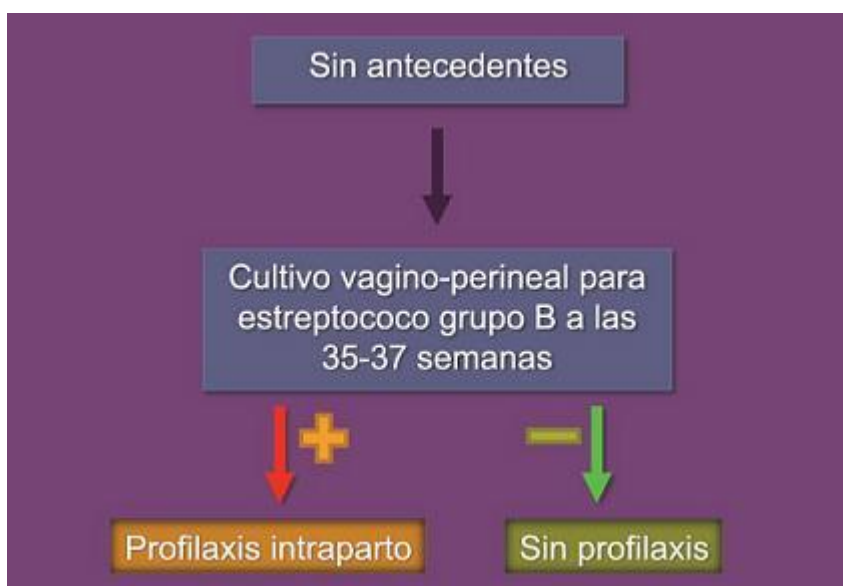 Sin antecedentes
Cultivo vagino-perineal para
estreptococo grupo B a las
35-37 semanas
Profilaxis intraparto
Sin profilaxis